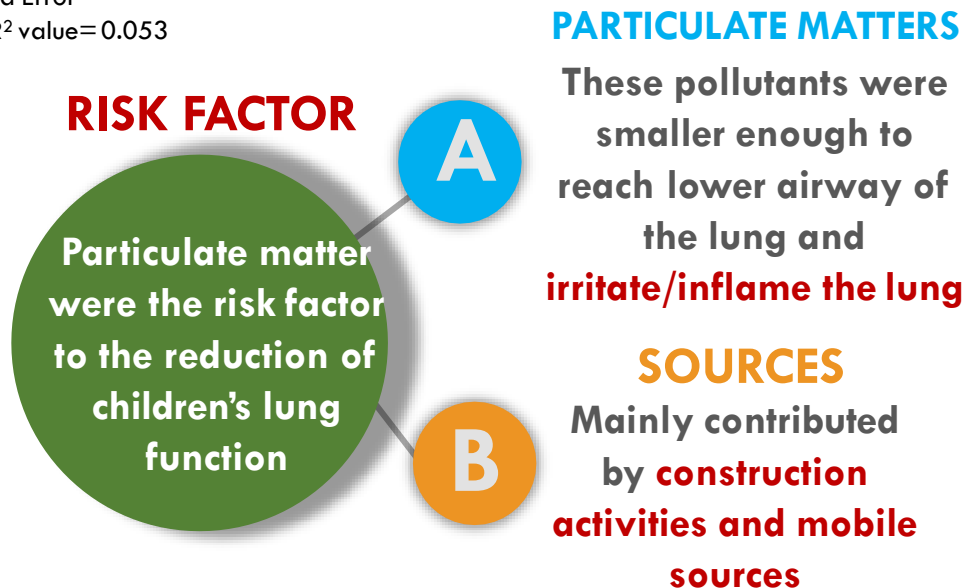 Error
R² value=0.053
RISK FACTOR
Particulate matter
were the risk factor
to the reduction of
children's lung
function
A
PARTICULATE MATTERS
These pollutants were
smaller enough to
reach lower airway of
the lung and
irritate/inflame the lung
B
SOURCES
Mainly contributed
by construction
activities and mobile
sources